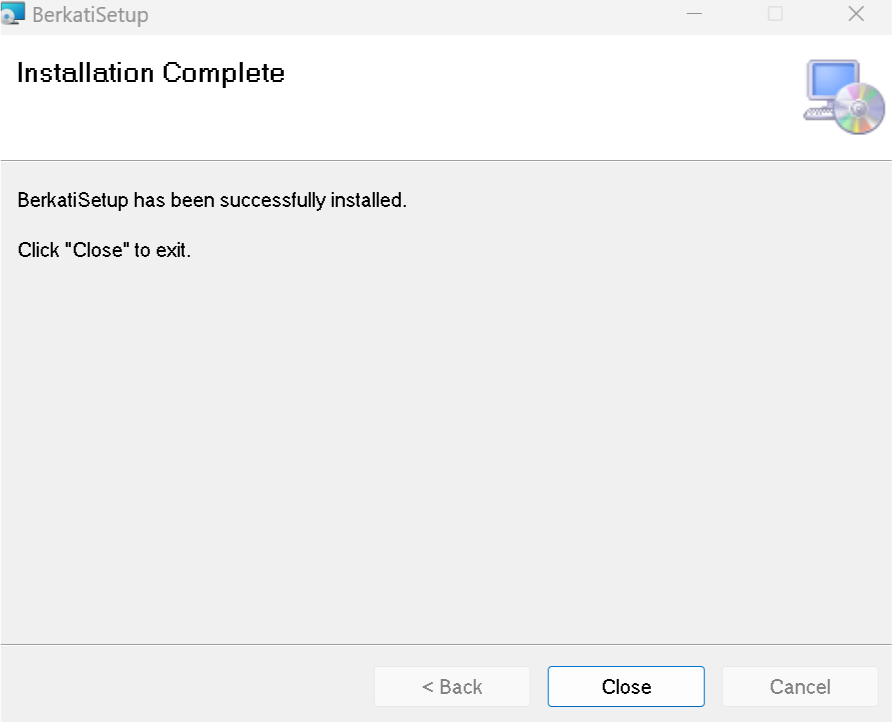 BerkatiSetup
Installation Complete
BerkatiSetup has been successfully installed.
Click "Close" to exit.
< Back
Close
Cancel